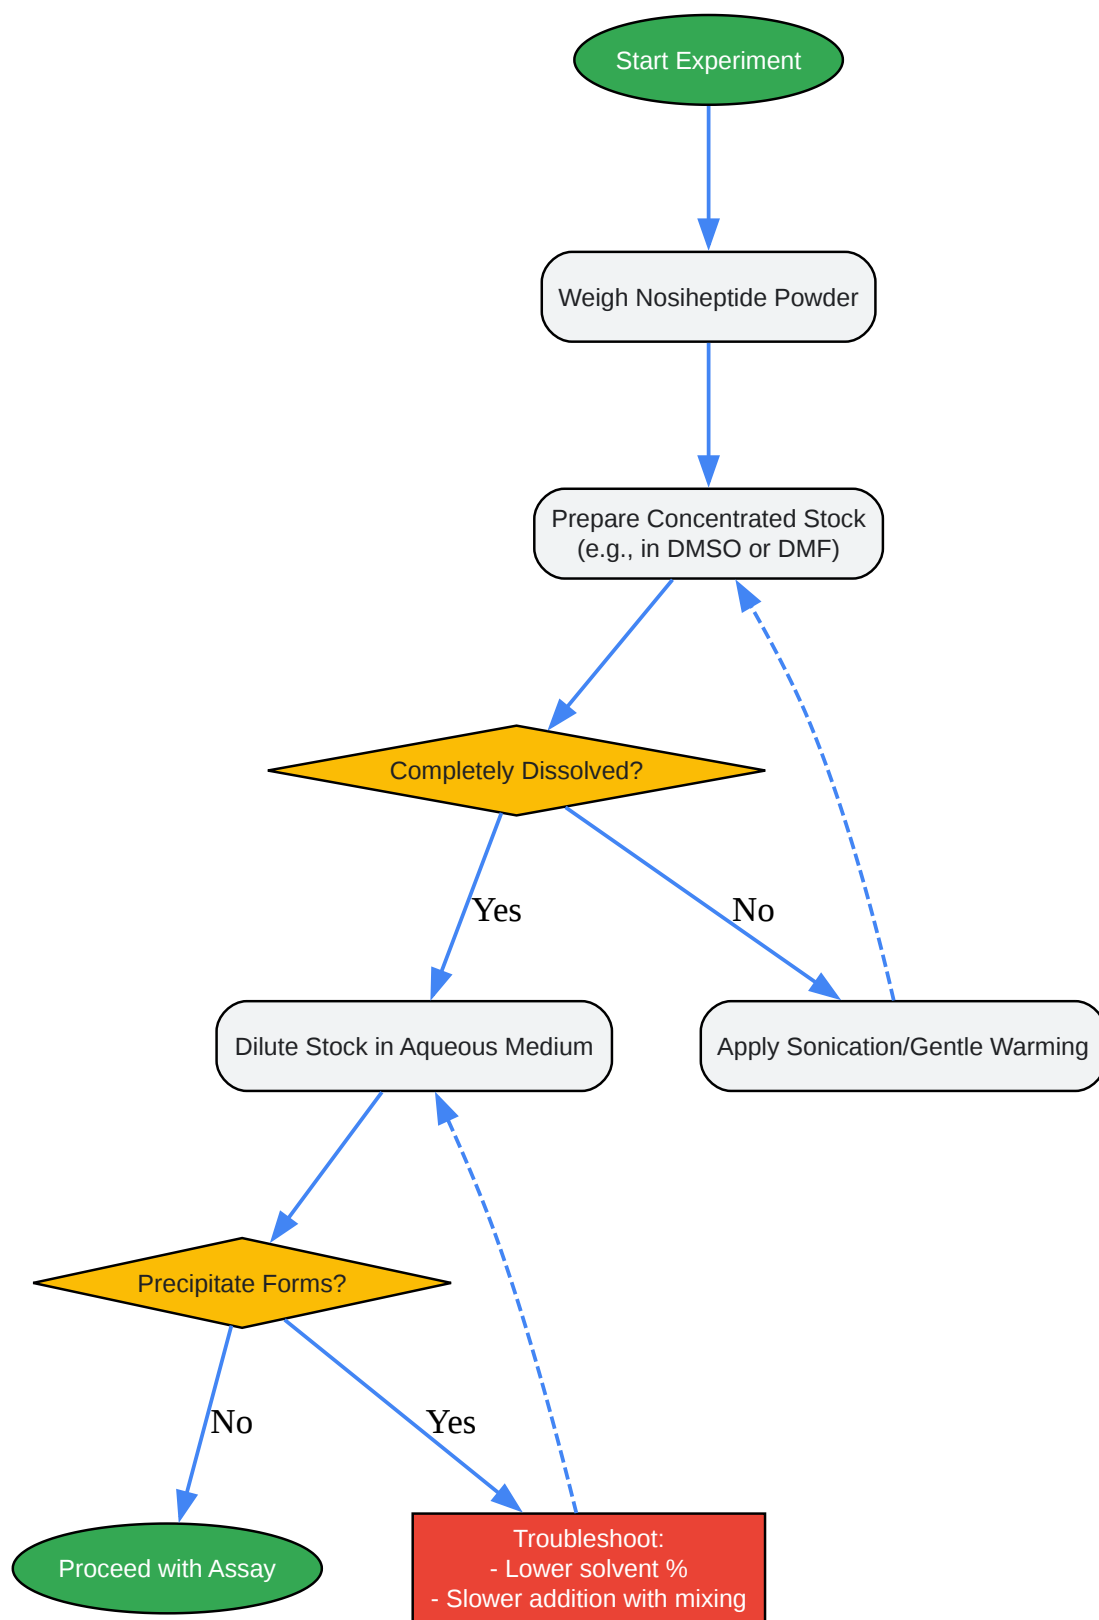 Start Experiment
Weigh Nosiheptide Powder
Prepare Concentrated Stock
(e.g., in DMSO or DMF)
Completely Dissolved?
Yes
No
Dilute Stock in Aqueous Medium
Apply Sonication/Gentle Warming
Precipitate Forms?
No
Yes
Proceed with Assay
Troubleshoot:
- Lower solvent %
- Slower addition with mixing